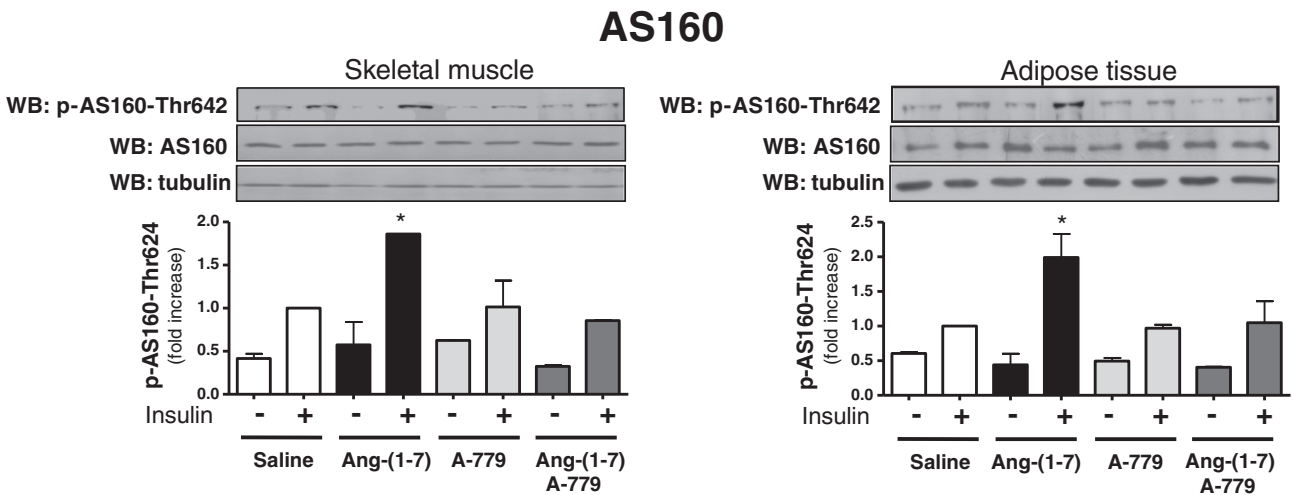 AS160
Skeletal muscle
WB: p-AS160-Thr642
WB: AS160
WB: tubulin
p-AS160-Thr624
(fold increase)
2.0
1.5
1.0
0.5
0.0
*
Insulin - + - + - + - +
Saline Ang-(1-7) A-779 Ang-(1-7)
A-779
Adipose tissue
WB: p-AS160-Thr642
WB: AS160
WB: tubulin
p-AS160-Thr624
(fold increase)
2.5
2.0
1.5
1.0
0.5
0.0
*
Insulin - + - + - + - +
Saline Ang-(1-7) A-779 Ang-(1-7)
A-779